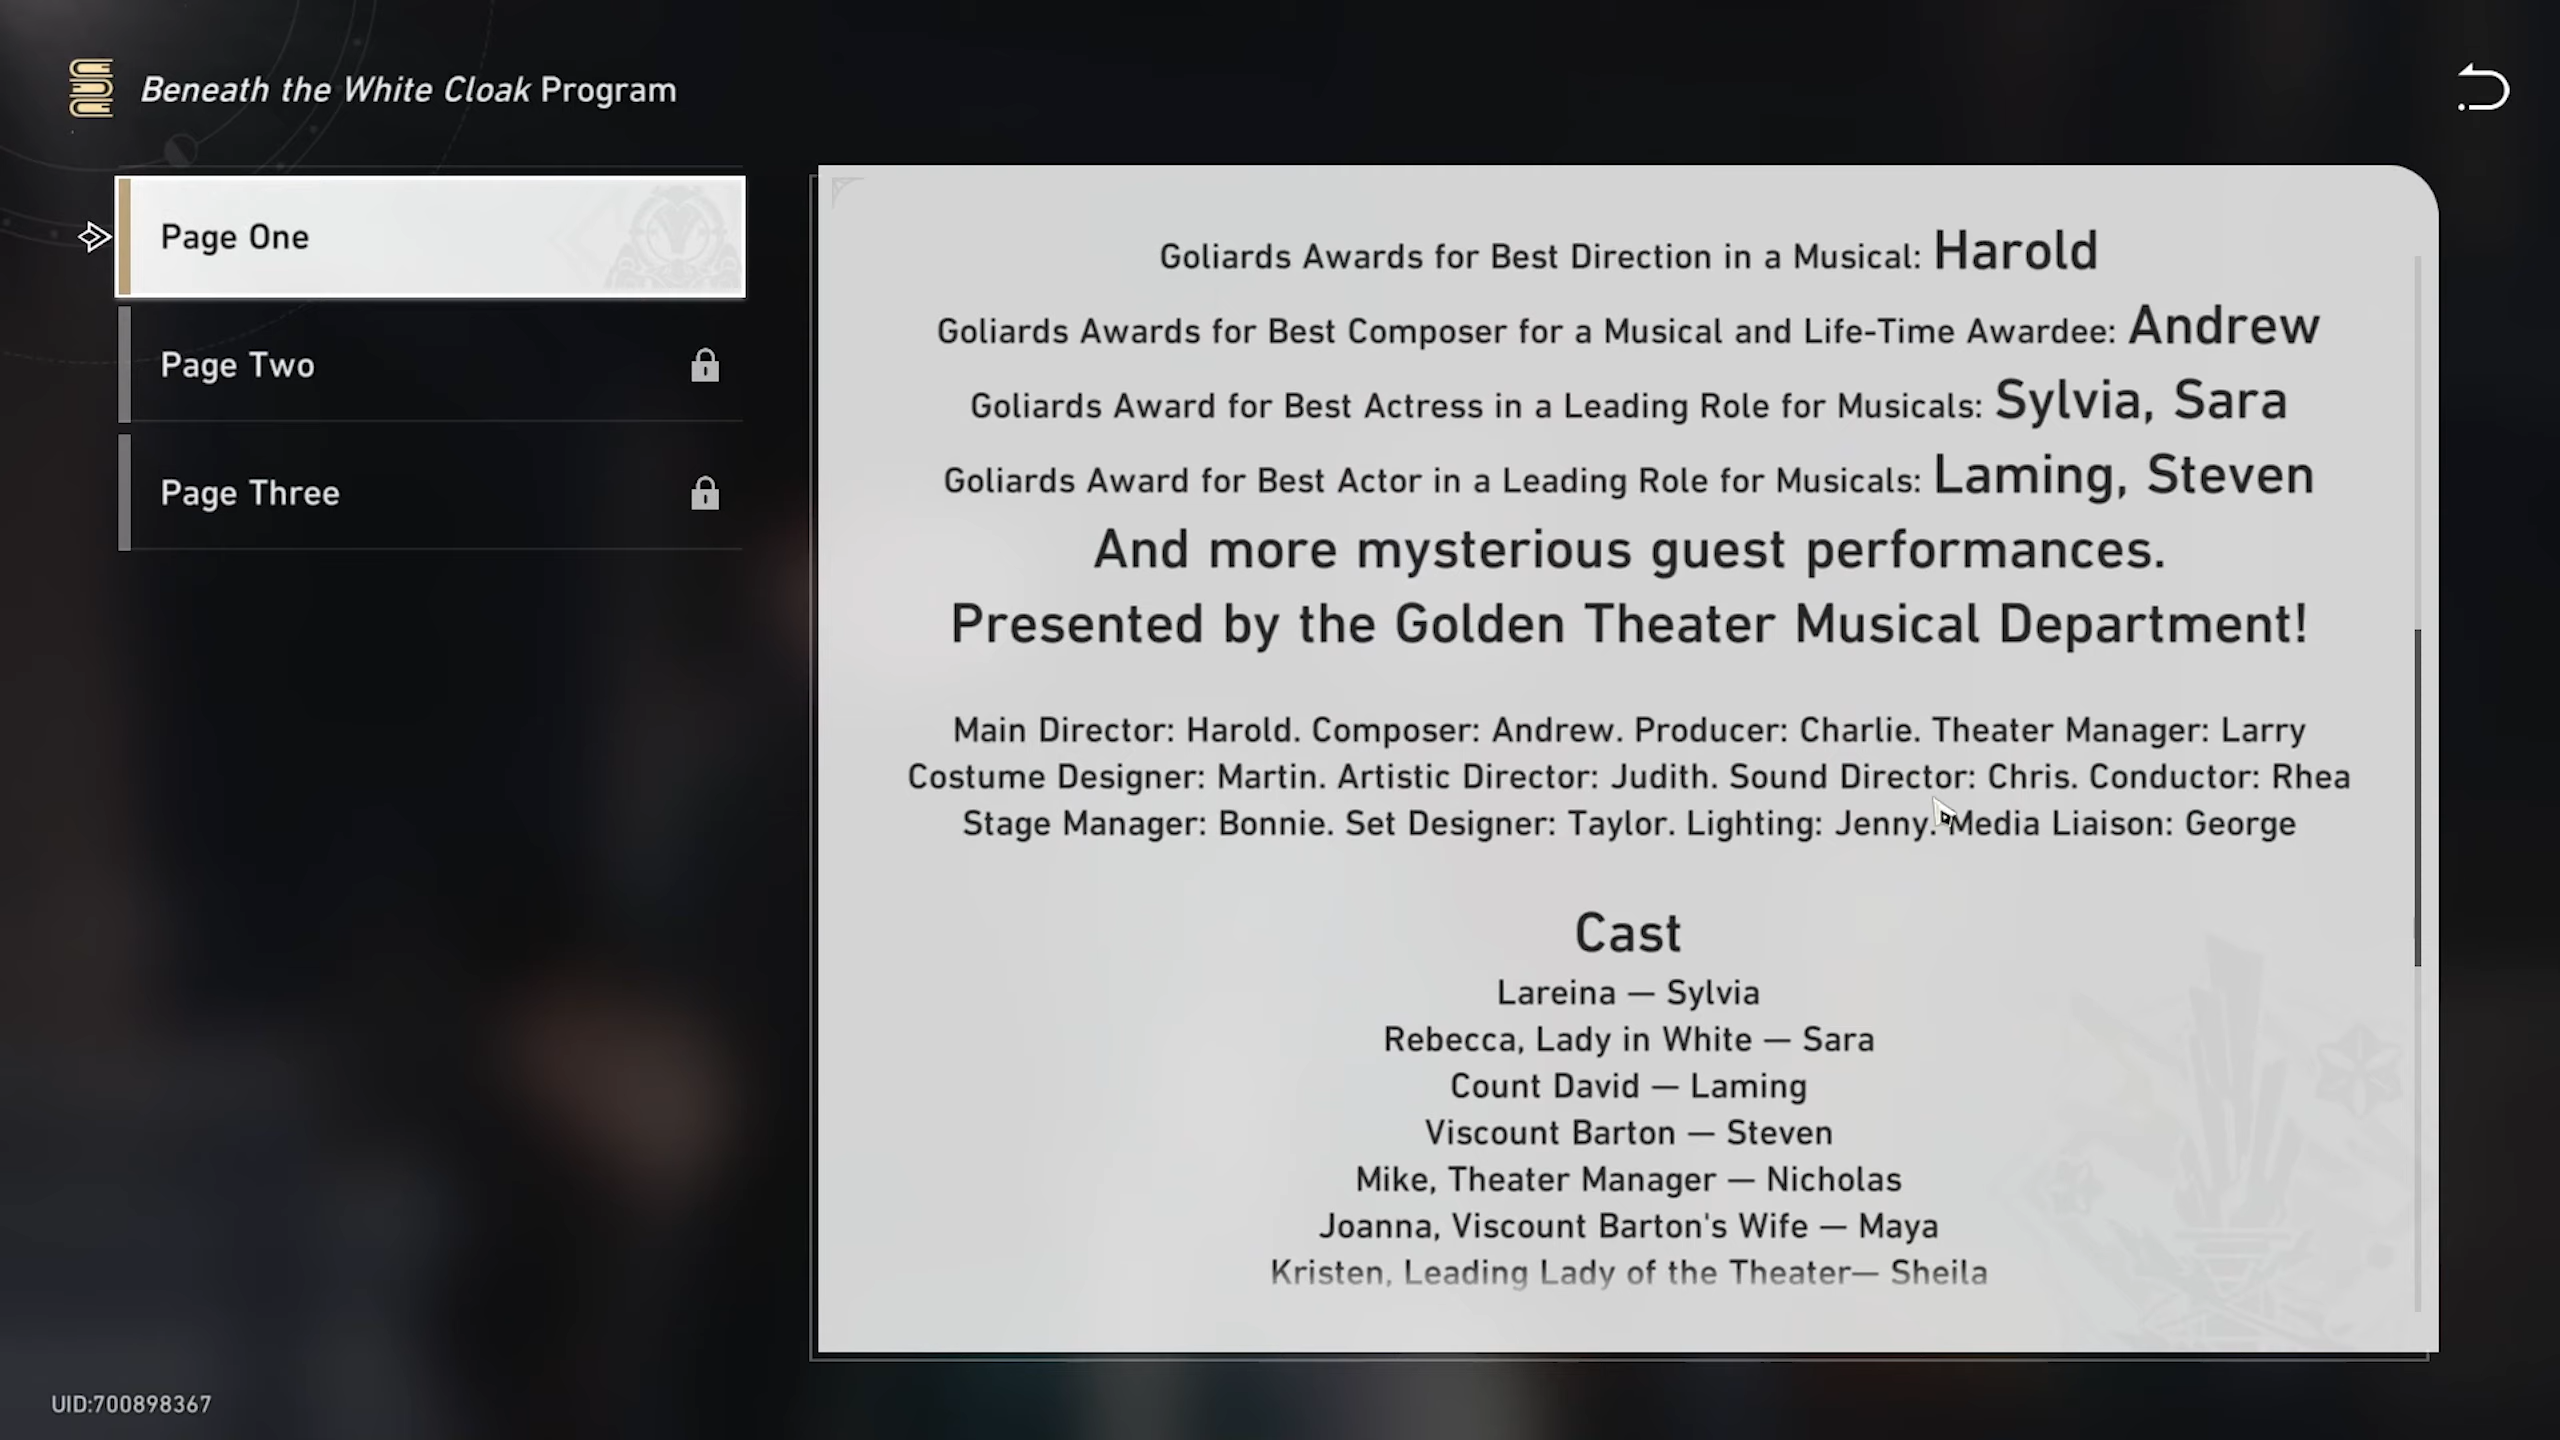 Beneath the White Cloak Program
Page One
Page Two
Page Three
Goliards Awards for Best Direction in a Musical: Harold
Goliards Awards for Best Composer for a Musical and Life-Time Awardee: Andrew
Goliards Award for Best Actress in a Leading Role for Musicals: Sylvia, Sara
Goliards Award for Best Actor in a Leading Role for Musicals: Laming, Steven
And more mysterious guest performances.
Presented by the Golden Theater Musical Department!
Main Director: Harold. Composer: Andrew. Producer: Charlie. Theater Manager: Larry
Costume Designer: Martin. Artistic Director: Judith. Sound Director: Chris. Conductor: Rhea
Stage Manager: Bonnie. Set Designer: Taylor. Lighting: Jenny. Media Liaison: George
Cast
Lareina — Sylvia
Rebecca, Lady in White — Sara
Count David — Laming
Viscount Barton — Steven
Mike, Theater Manager — Nicholas
Joanna, Viscount Barton's Wife — Maya
Kristen, Leading Lady of the Theater— Sheila
UID:700898367